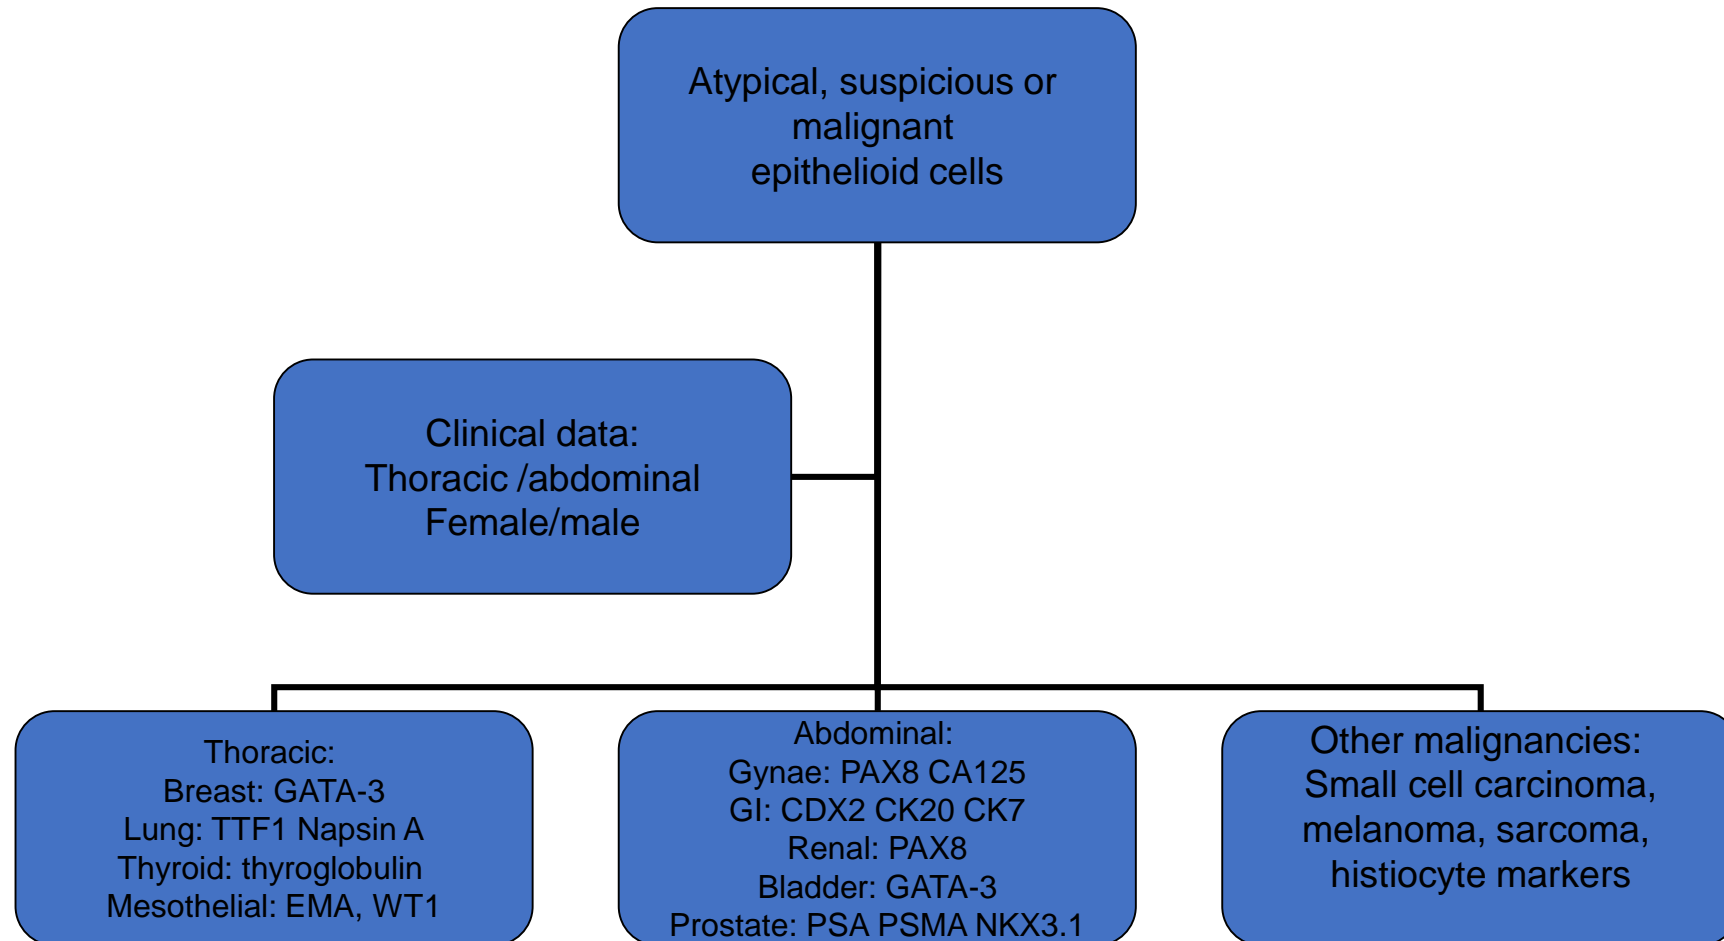 Atypical, suspicious or
malignant
epithelioid cells
Clinical data:
Thoracic /abdominal
Female/male
Thoracic:
Breast: GATA-3
Lung: TTF1 Napsin A
Thyroid: thyroglobulin
Mesothelial: EMA, WT1
Abdominal:
Gynae: PAX8 CA125
GI: CDX2 CK20 CK7
Renal: PAX8
Bladder: GATA-3
Prostate: PSA PSMA NKX3.1
Other malignancies:
Small cell carcinoma,
melanoma, sarcoma,
histiocyte markers